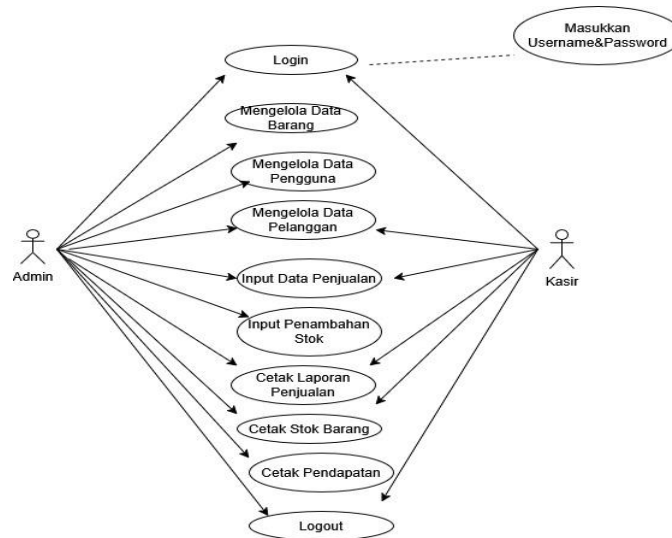 Masukkan
Username&Password
Login
Mengelola Data
Barang
Mengelola Data
Pengguna
Mengelola Data
Pelanggan
Admin
Kasir
Input Data Penjualan
Input Penambahan
Stok
Cetak Laporan
Penjualan
Cetak Stok Barang
Cetak Pendapatan
Logout